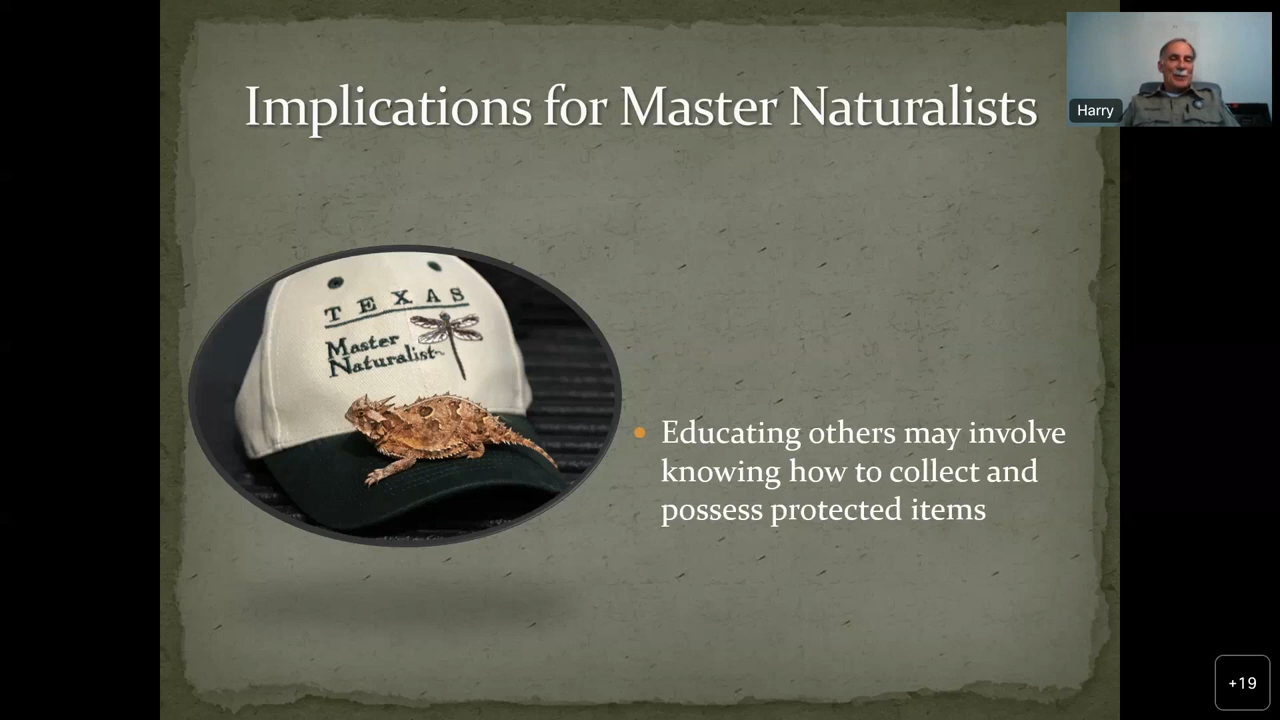 Implications for Master Naturalists
Harry
TEXAS
Master
Naturalist
Educating others may involve
knowing how to collect and
possess protected items
+19